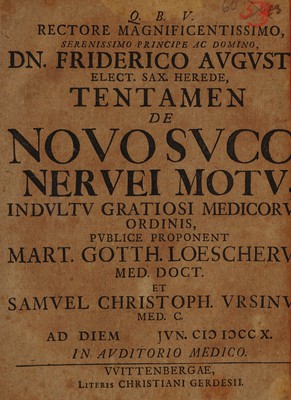 Q. B. V.
RECTORE MAGNIFICENTISSIMO,
SERENISSIMO PRINCIPE AC DOMINO,
DN. FRIDERICO AVGVST
ELECT. SAX. HEREDE,
TENTAMEN
DE
NOVO SVCC
NERVEI MOTV
INDVLTV GRATIOSI MEDICORV
ORDINIS,
PVBLICE PROPONENT
MART. GOTTH. LOESCHERV
MED. DOCT.
ET
SAMVEL CHRISTOPH. VRSINV
MED. C.
AD DIEM JVN. CIↃ IↃCC X.
IN AVDITORIO MEDICO.
VVITTENBERGAE,
LITERIS CHRISTIANI GERDESII.